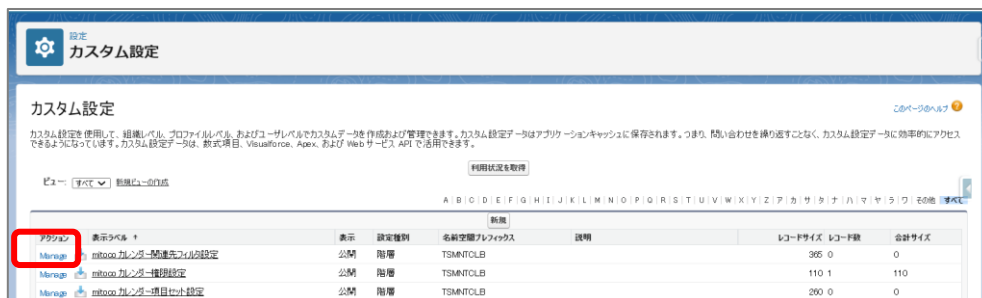 設定
カスタム設定
カスタム設定
このページのヘルプ
カスタム設定を使用して、組織レベル、プロファイルレベル、およびユーザレベルでカスタムデータを作成および管理できます。カスタム設定データはアプリケーションキャッシュに保存されます。つまり、問い合わせを繰り返すことなく、カスタム設定データに効率的にアクセス
できるようになっています。カスタム設定データは、数式項目、Visualforce、Apex、および Web サービス API で活用できます。
利用状況を取得
ビュー: すべて 新規ビューの作成
A | B | C | D | E | F | G | H | I | J | K | L | M | N | O | P | Q | R | S | T | U | V | W | X | Y | Z | ア | カ | サ | タ | ナ | ハ | マ | ヤ | ラ | ワ | その他 すべて
新規
アクション 表示ラベル ↑ 表示 設定種別 名前空間プレフィックス 説明 レコードサイズ レコード数 合計サイズ
Manage mitoco カレンダー関連先フィルタ設定 公開 階層 TSMNTCLB 365 0 0
Manage mitoco カレンダー権限設定 公開 階層 TSMNTCLB 110 1 110
Manage mitoco カレンダー項目セット設定 公開 階層 TSMNTCLB 260 0 0